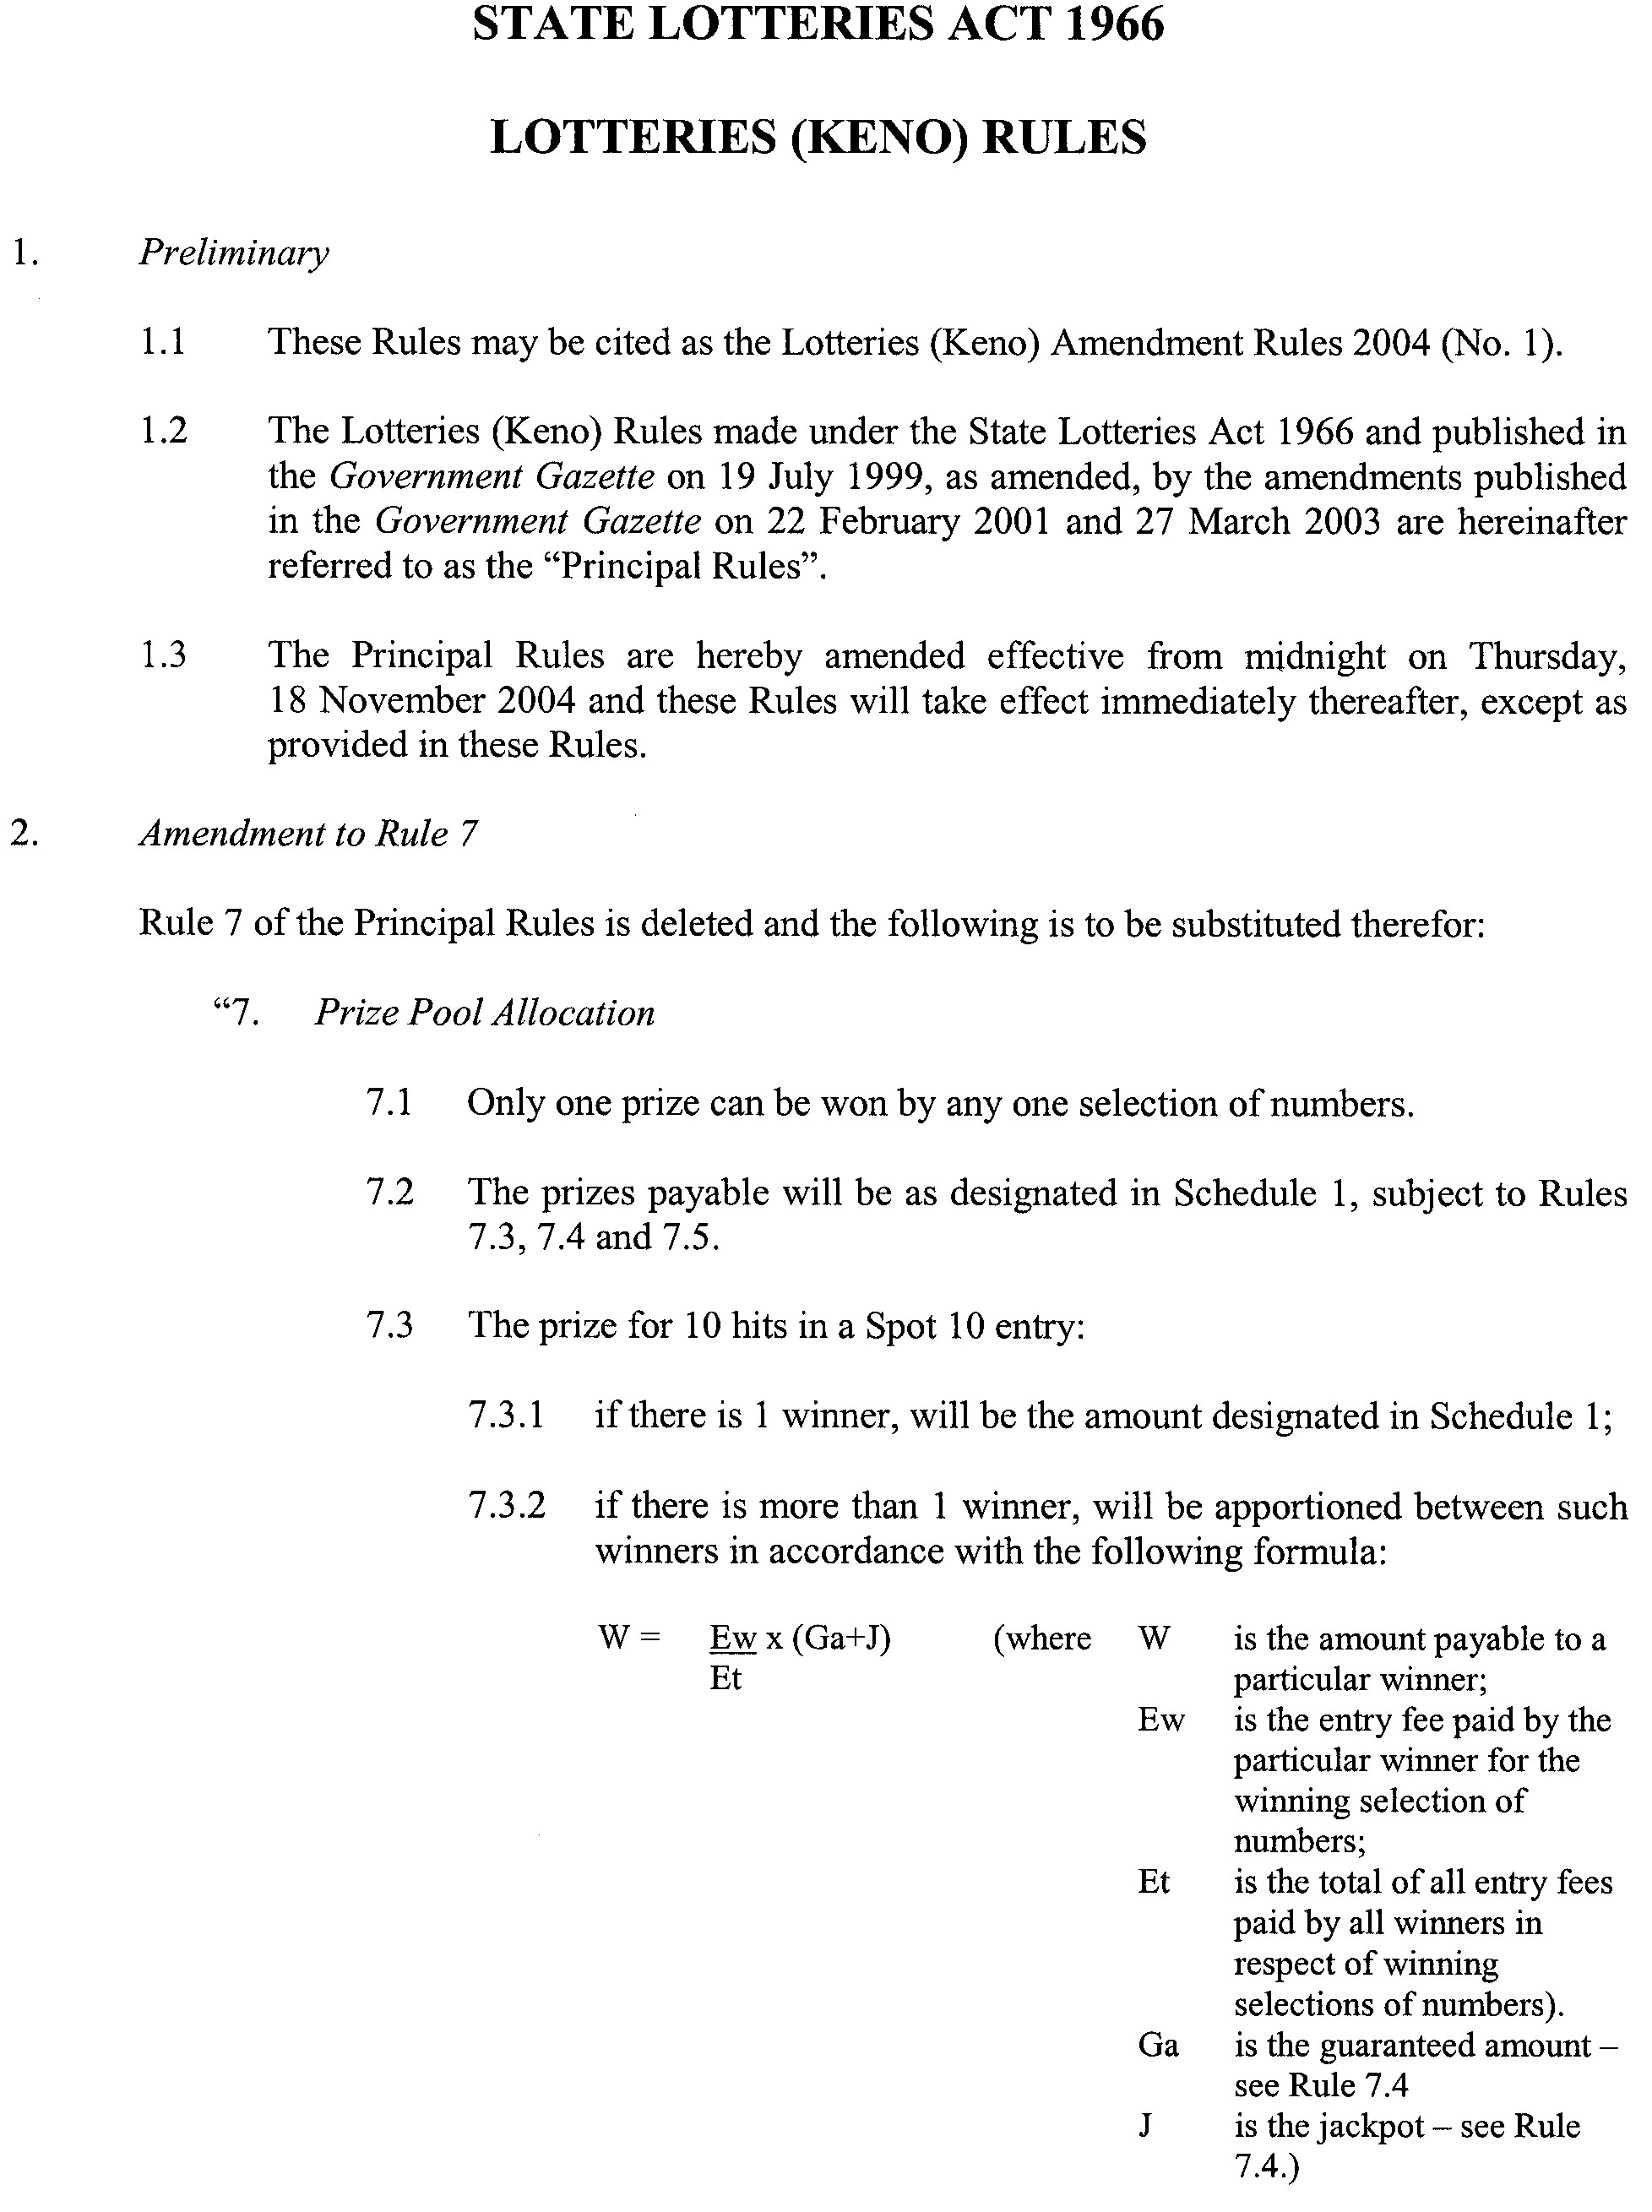 STATE LOTTERIES ACT 1966
LOTTERIES (KENO) RULES
1. Preliminary
1.1 These Rules may be cited as the Lotteries (Keno) Amendment Rules 2004 (No. 1).
1.2 The Lotteries (Keno) Rules made under the State Lotteries Act 1966 and published in
the Government Gazette on 19 July 1999, as amended, by the amendments published
in the Government Gazette on 22 February 2001 and 27 March 2003 are hereinafter
referred to as the “Principal Rules”.
1.3 The Principal Rules are hereby amended effective from midnight on Thursday,
18 November 2004 and these Rules will take effect immediately thereafter, except as
provided in these Rules.
2. Amendment to Rule 7
Rule 7 of the Principal Rules is deleted and the following is to be substituted therefor:
“7. Prize Pool Allocation
7.1 Only one prize can be won by any one selection of numbers.
7.2 The prizes payable will be as designated in Schedule 1, subject to Rules
7.3, 7.4 and 7.5.
7.3 The prize for 10 hits in a Spot 10 entry:
7.3.1 if there is 1 winner, will be the amount designated in Schedule 1;
7.3.2 if there is more than 1 winner, will be apportioned between such
winners in accordance with the following formula:
W = Ew x (Ga+J) (where W is the amount payable to a
Et particular winner;
Ew is the entry fee paid by the
particular winner for the
winning selection of
numbers;
Et is the total of all entry fees
paid by all winners in
respect of winning
selections of numbers).
Ga is the guaranteed amount –
see Rule 7.4
J is the jackpot – see Rule
7.4.)